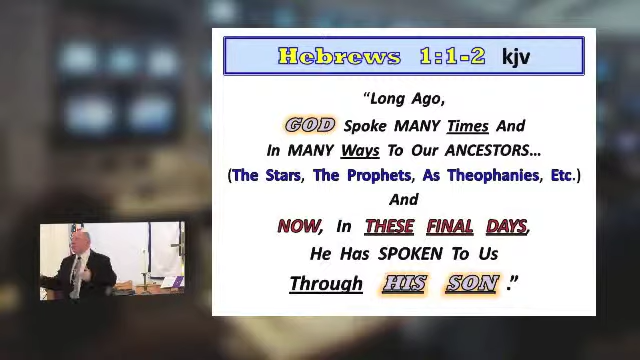 Hebrews 1:1-2 kjv
“Long Ago,
GOD Spoke MANY Times And
In MANY Ways To Our ANCESTORS...
(The Stars, The Prophets, As Theophanies, Etc.)
And
NOW, In THESE FINAL DAYS,
He Has SPOKEN To Us
Through HIS SON .”